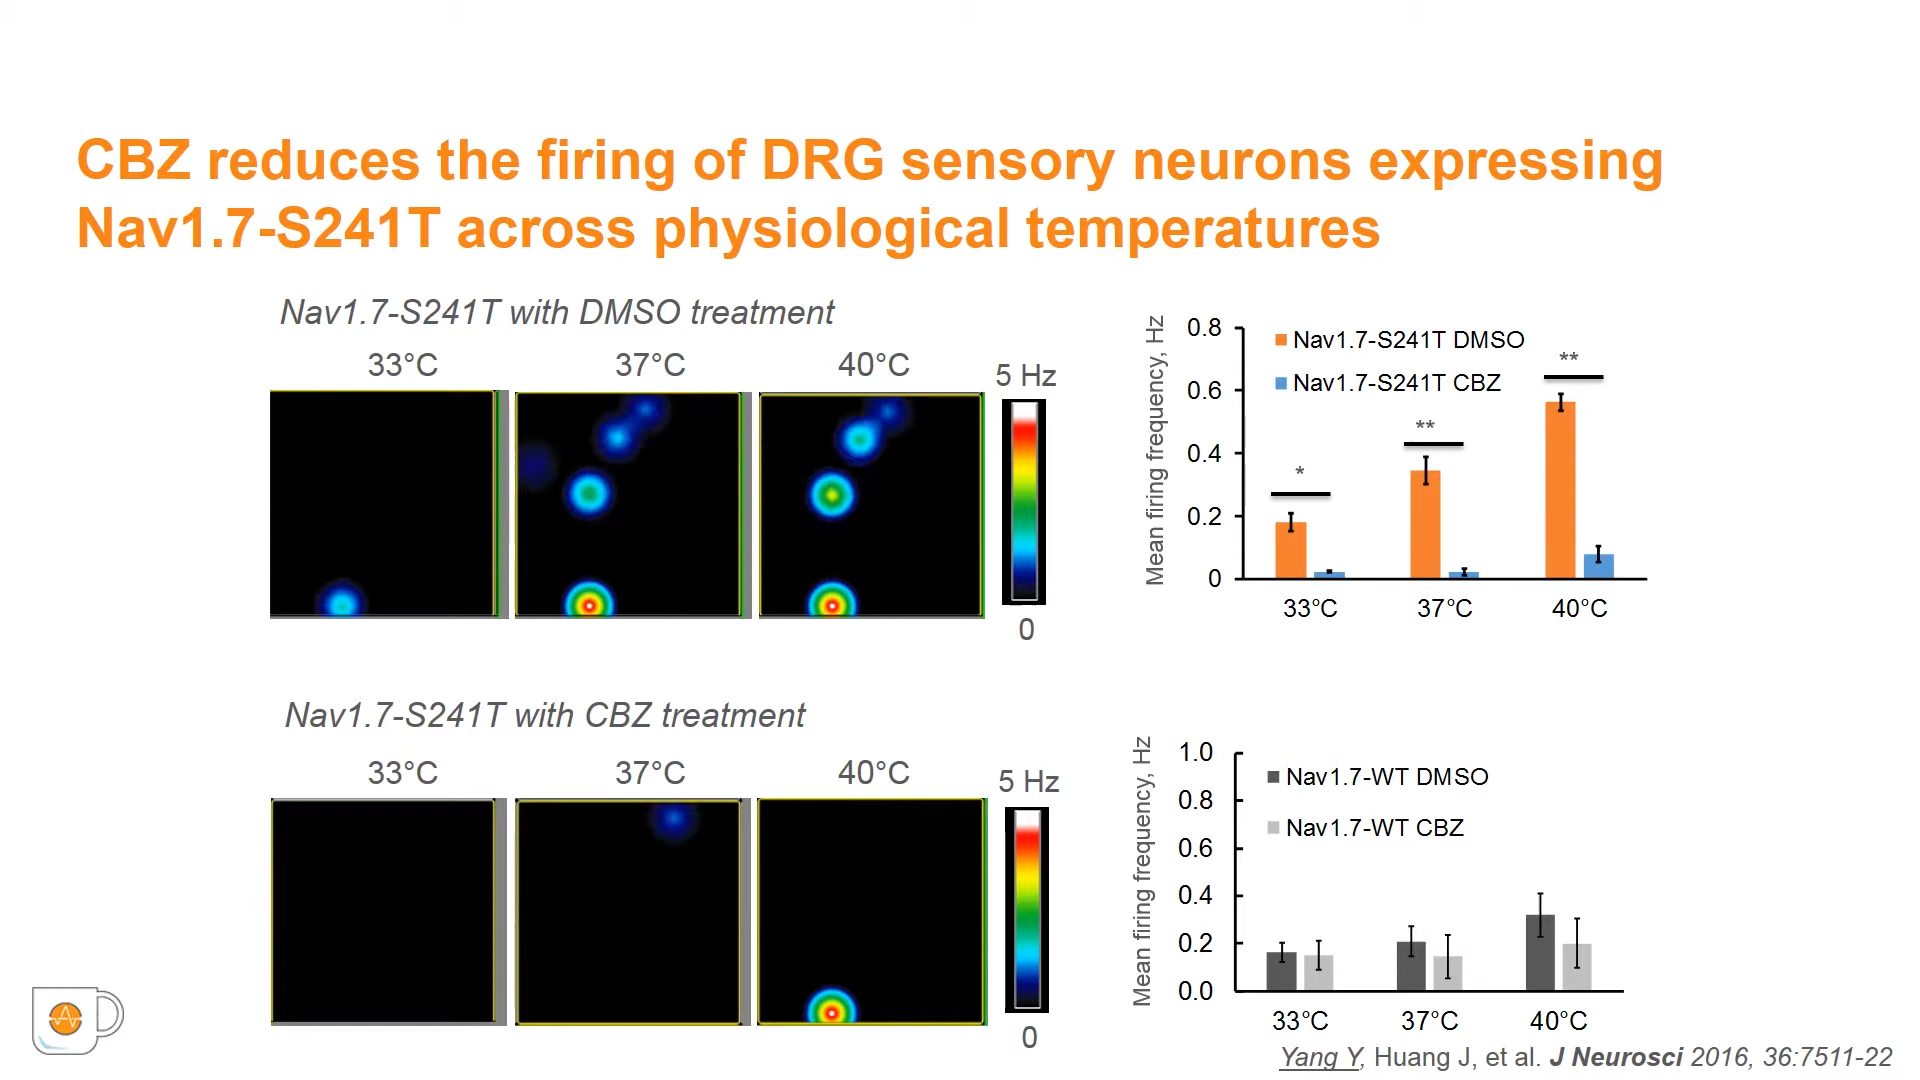 CBZ reduces the firing of DRG sensory neurons expressing
Nav1.7-S241T across physiological temperatures
Nav1.7-S241T with DMSO treatment
33°C 37°C 40°C
5 Hz
0
Mean firing frequency, Hz
0.8
0.6
0.4
0.2
0
Nav1.7-S241T DMSO
Nav1.7-S241T CBZ
*
**
**
33°C 37°C 40°C
Nav1.7-S241T with CBZ treatment
33°C 37°C 40°C
5 Hz
0
Mean firing frequency, Hz
1.0
0.8
0.6
0.4
0.2
0.0
Nav1.7-WT DMSO
Nav1.7-WT CBZ
33°C 37°C 40°C
Yang Y, Huang J, et al. J Neurosci 2016, 36:7511-22